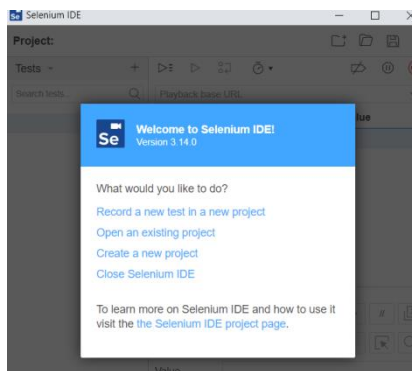 Selenium IDE
Project:
Tests
Search tests...
Playback base URL
lue
Se
Welcome to Selenium IDE!
Version 3.14.0
What would you like to do?
Record a new test in a new project
Open an existing project
Create a new project
Close Selenium IDE
To learn more on Selenium IDE and how to use it
visit the the Selenium IDE project page.
Value